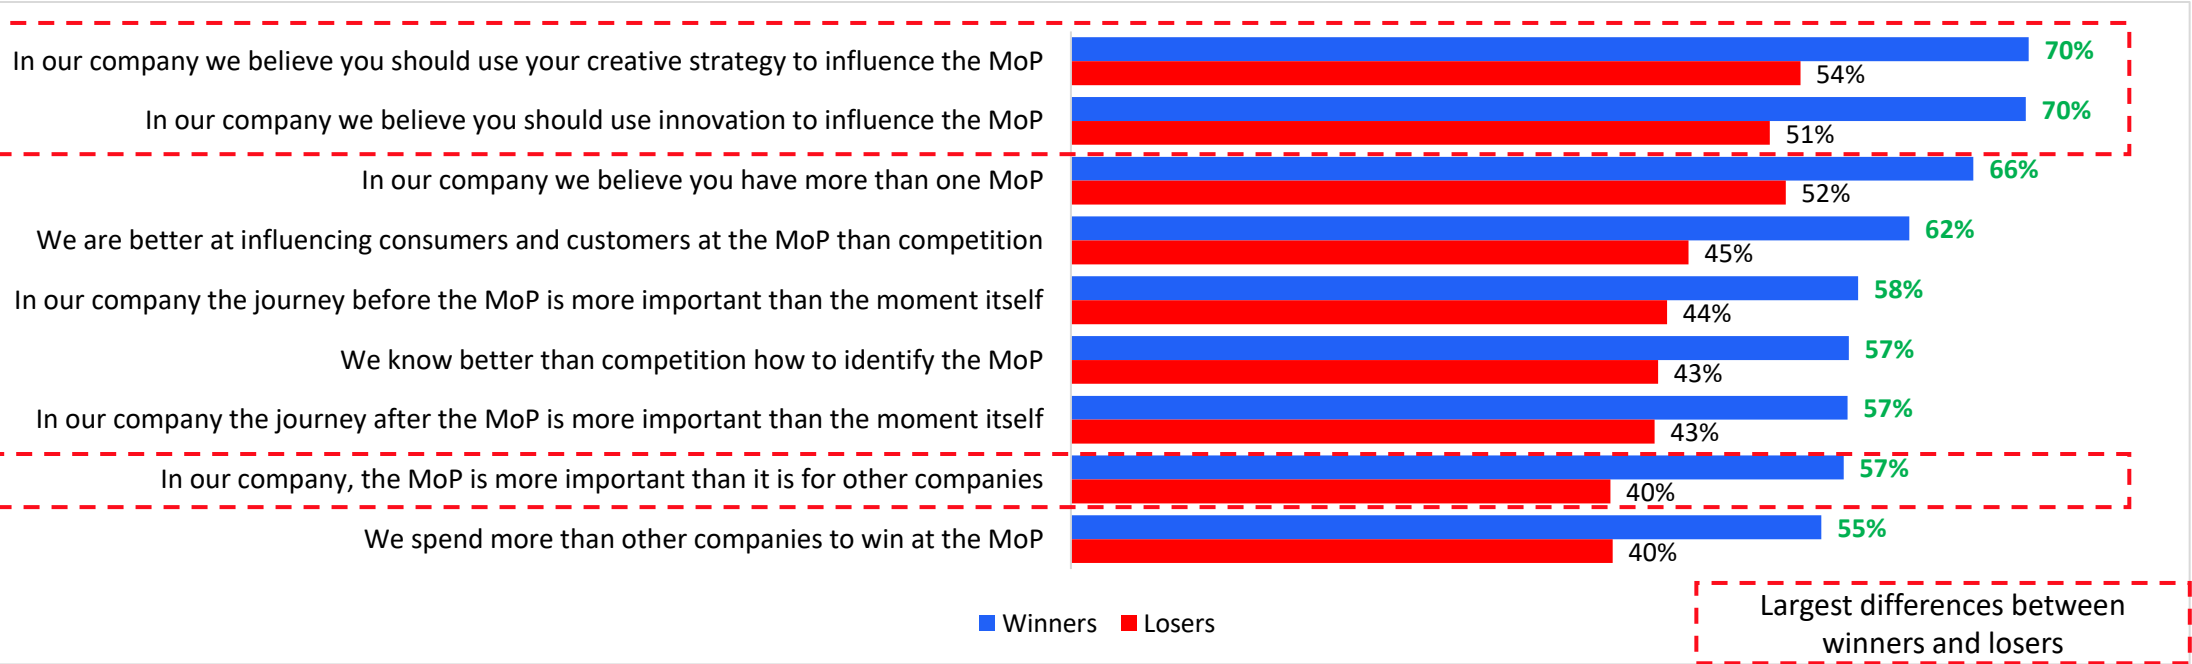 In our company we believe you should use your creative strategy to influence the MoP
70%
54%
In our company we believe you should use innovation to influence the MoP
70%
51%
In our company we believe you have more than one MoP
66%
52%
We are better at influencing consumers and customers at the MoP than competition
62%
45%
In our company the journey before the MoP is more important than the moment itself
58%
44%
We know better than competition how to identify the MoP
57%
43%
In our company the journey after the MoP is more important than the moment itself
57%
43%
In our company, the MoP is more important than it is for other companies
57%
40%
We spend more than other companies to win at the MoP
55%
40%
Winners Losers
Largest differences between
winners and losers